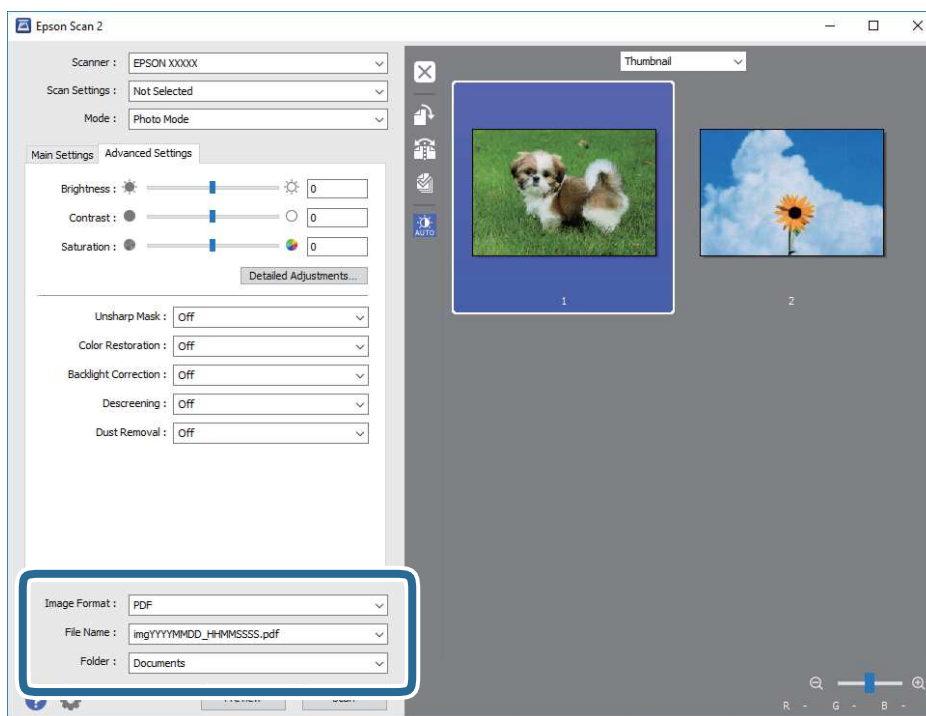 Epson Scan 2
Scanner : EPSON XXXXX
Scan Settings : Not Selected
Mode : Photo Mode
Main Settings Advanced Settings
Brightness : 0
Contrast : 0
Saturation : 0
Detailed Adjustments...
Unsharp Mask : Off
Color Restoration : Off
Backlight Correction : Off
Descreening : Off
Dust Removal : Off
Image Format : PDF
File Name : imgYYYYMMDD_HHMMSSSS.pdf
Folder : Documents
Thumbnail
AUTO
1
2
R - G - B -